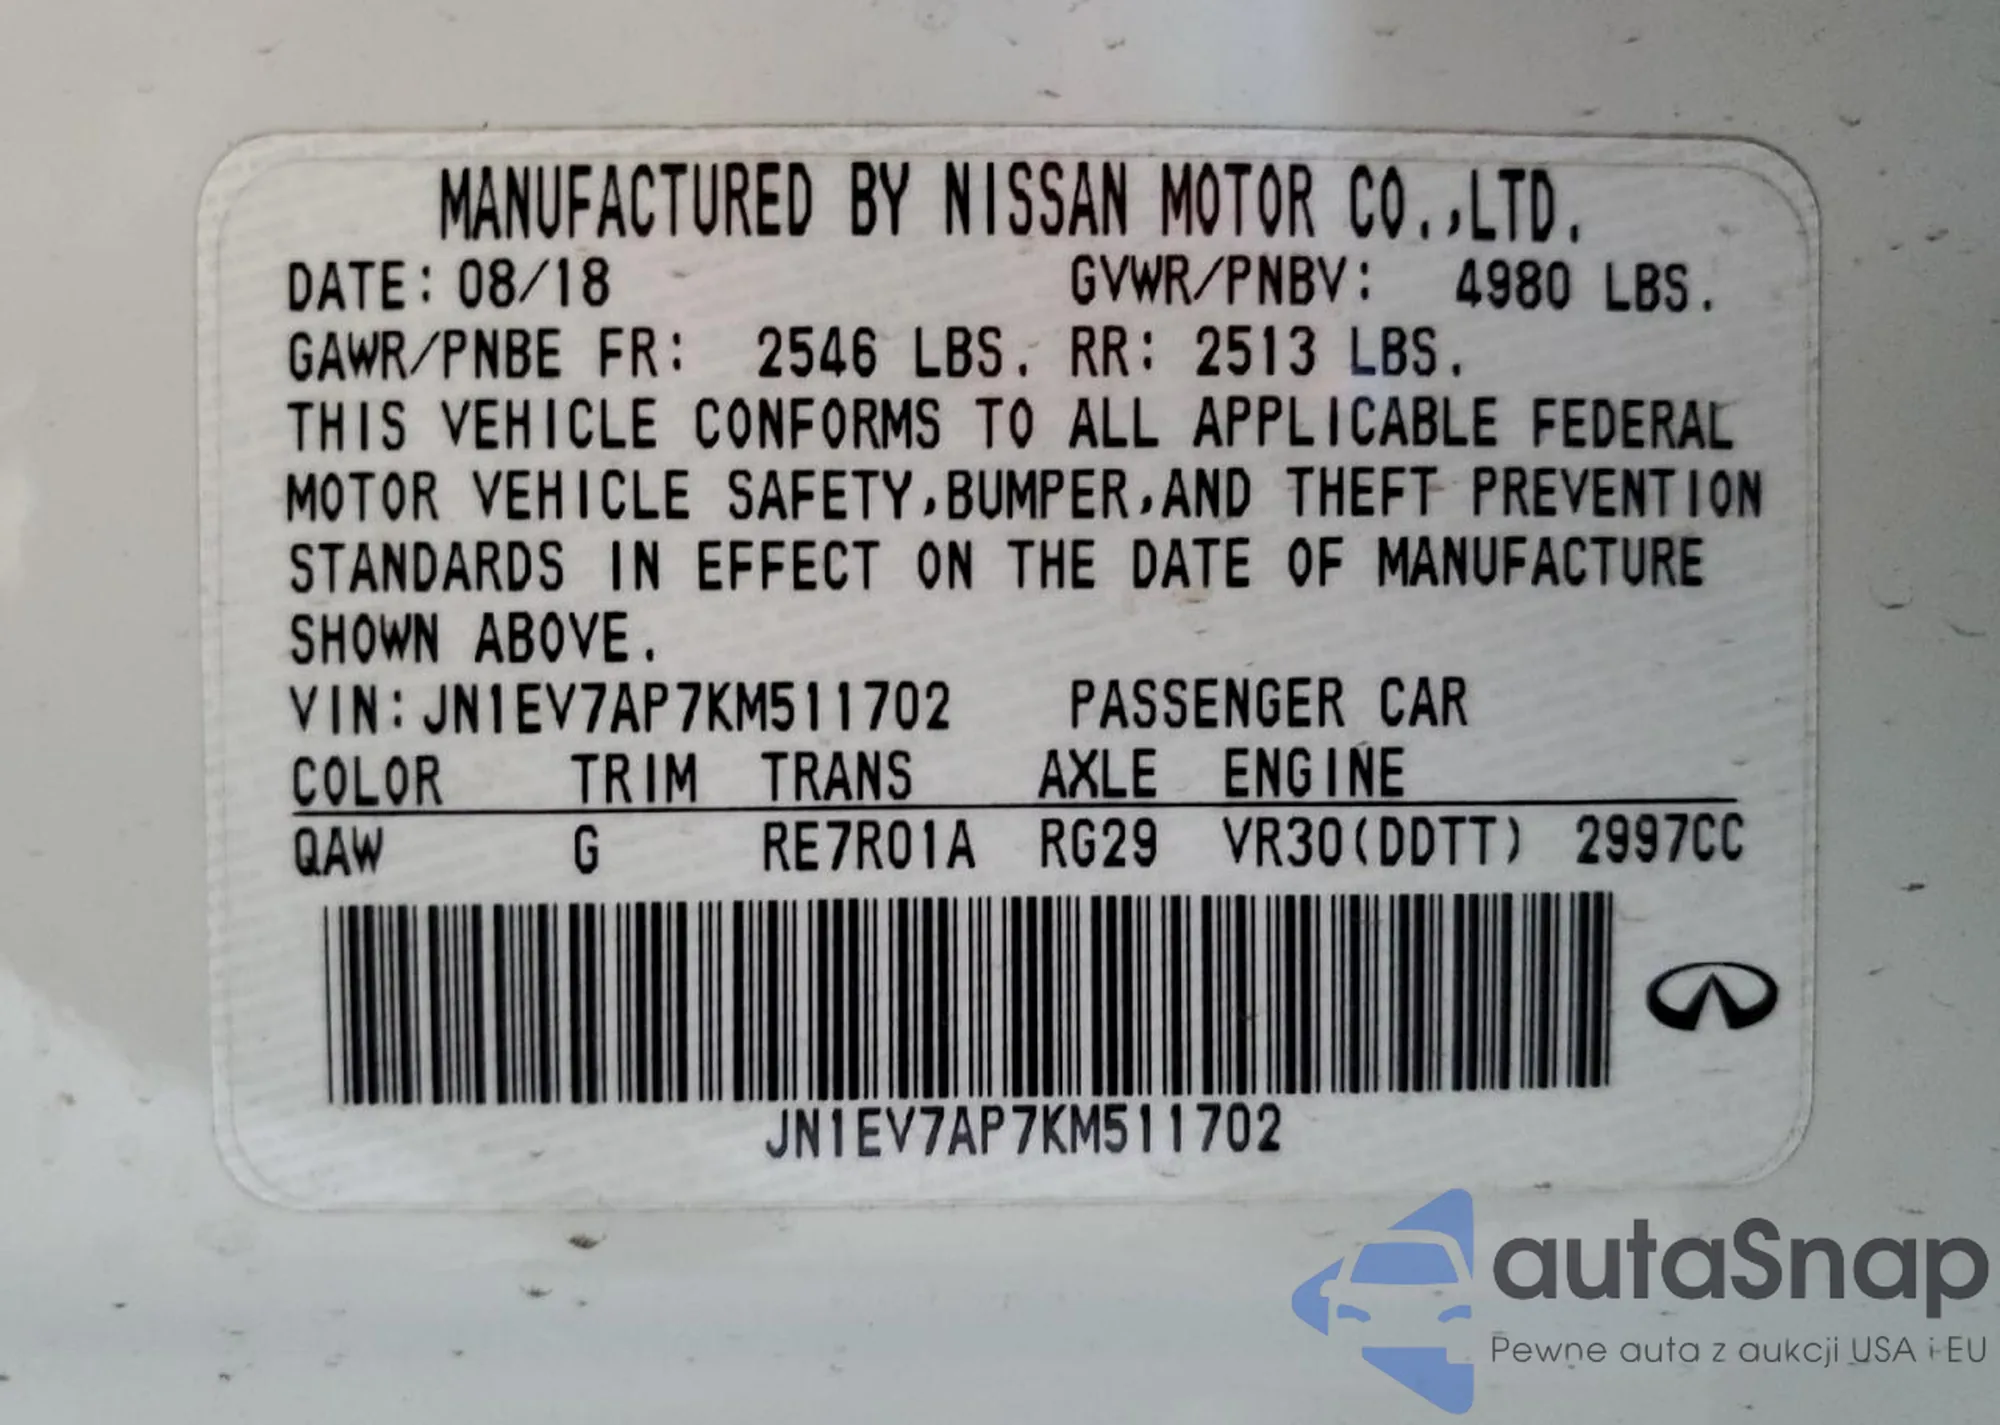 MANUFACTURED BY NISSAN MOTOR CO.,LTD.
DATE: 08/18 GVWR/PNBV: 4980 LBS.
GAWR/PNBE FR: 2546 LBS. RR: 2513 LBS.
THIS VEHICLE CONFORMS TO ALL APPLICABLE FEDERAL
MOTOR VEHICLE SAFETY,BUMPER,AND THEFT PREVENTION
STANDARDS IN EFFECT ON THE DATE OF MANUFACTURE
SHOWN ABOVE.
VIN: JN1EV7AP7KM511702 PASSENGER CAR
COLOR TRIM TRANS AXLE ENGINE
QAW G RE7R01A RG29 VR30(DDTT) 2997CC
JN1EV7AP7KM511702
autaSnap
Pewne auta z aukcji USA i EU